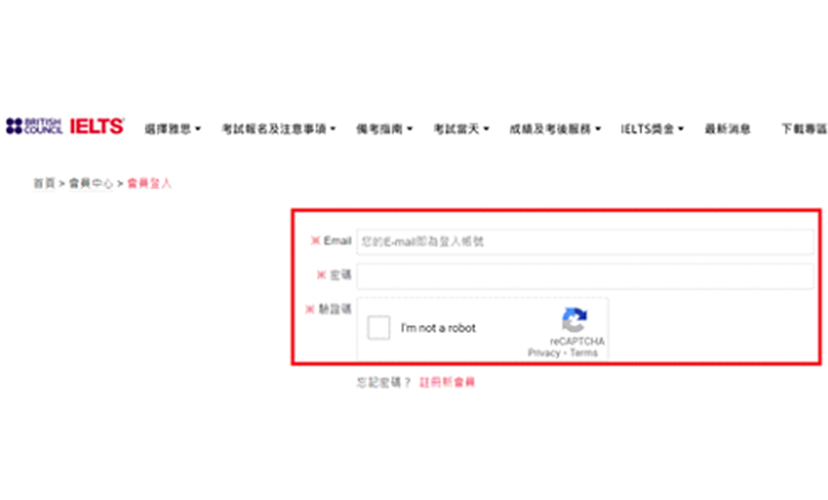 BRITISH COUNCIL IELTS 選擇雅思 考試報名及注意事項 備考指南 考試當天 成績及考後服務 IELTS獎金 最新消息 下載專區
首頁 > 會員中心 > 會員登入
※ Email 您的E-mail即為登入帳號
※ 密碼
※ 驗證碼 I'm not a robot
reCAPTCHA
Privacy - Terms
忘記密碼？ 註冊新會員